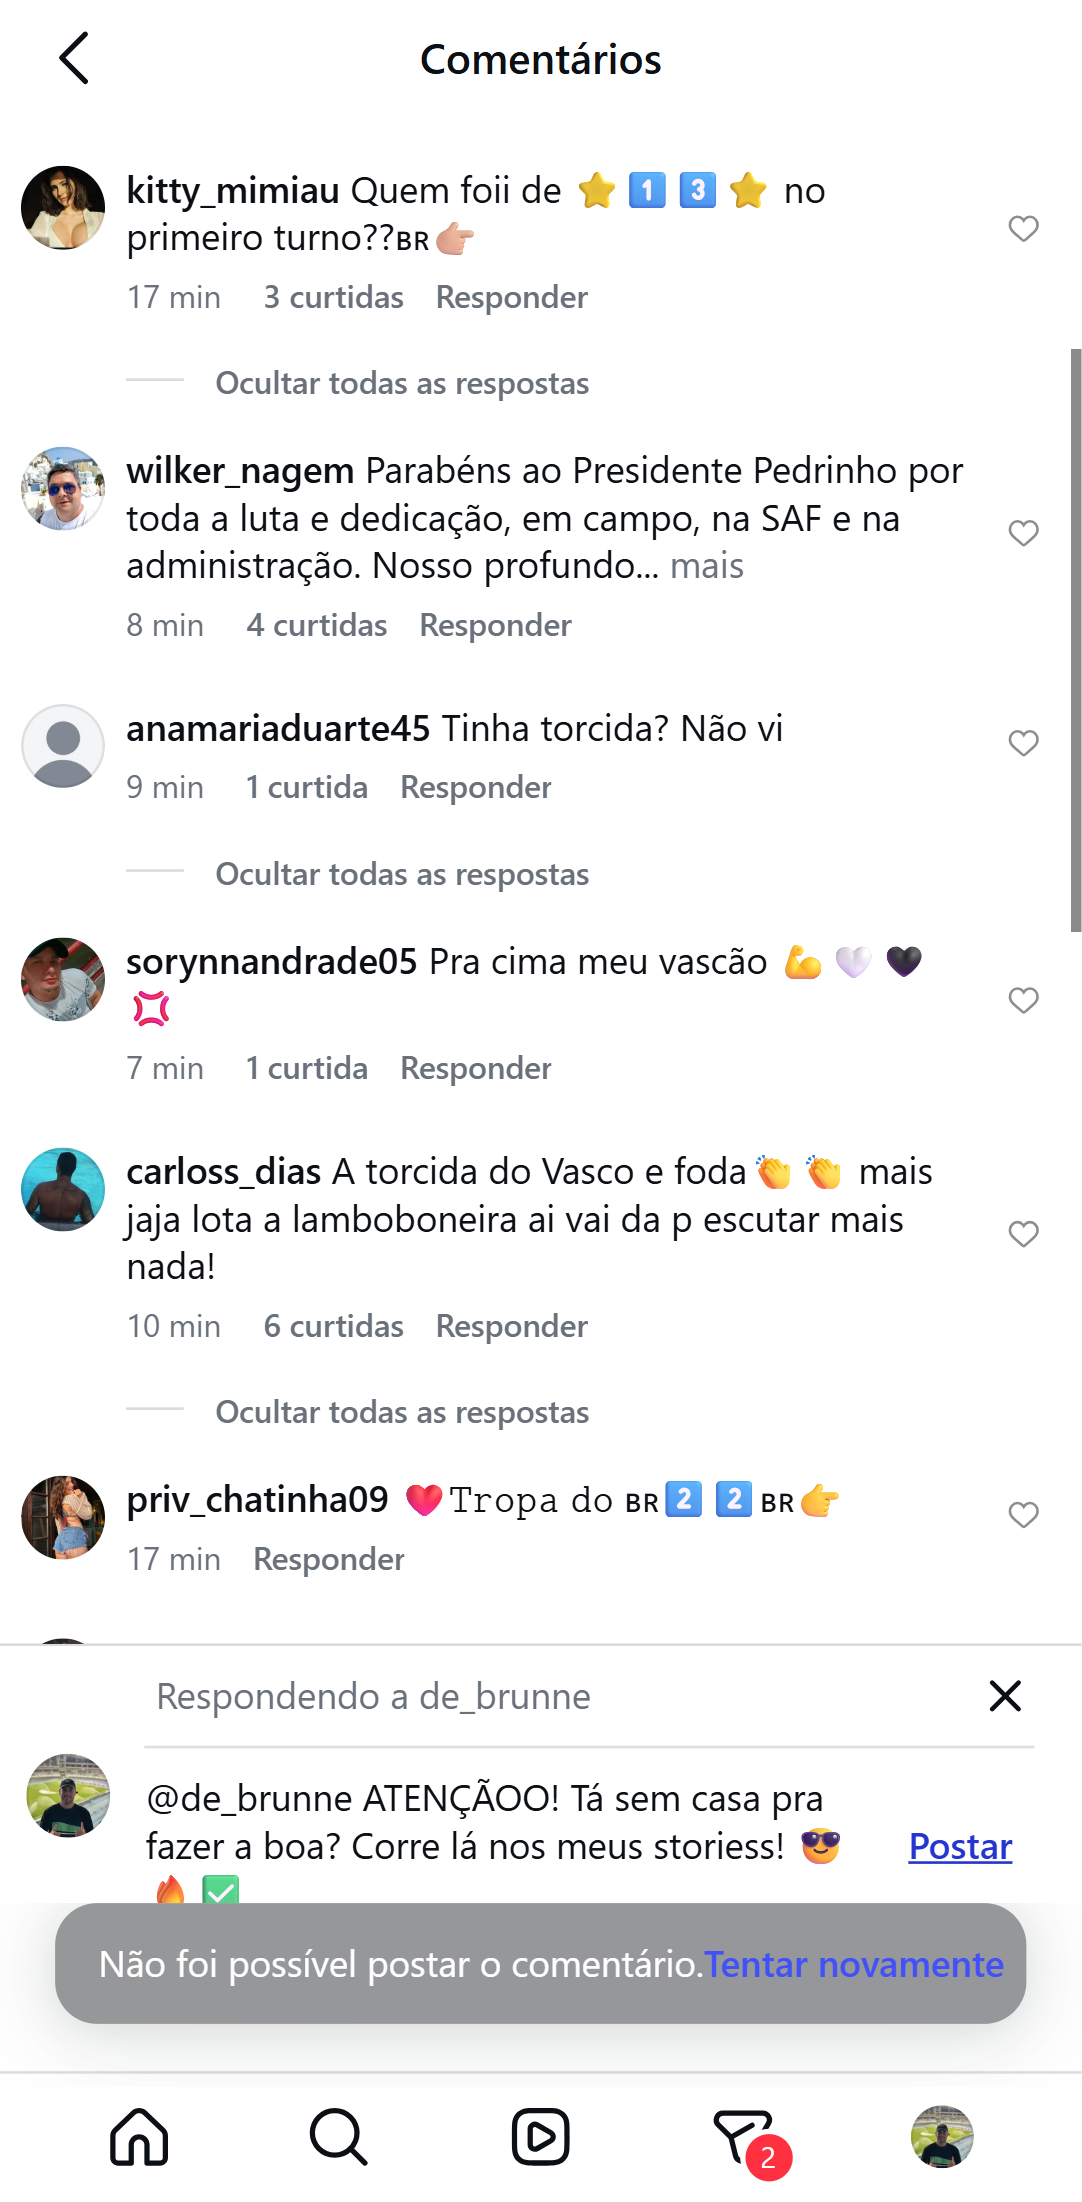 Comentários
kitty_mimiau Quem foii de ⭐ 1️⃣ 3️⃣ ⭐ no
primeiro turno??ʙʀ👉🏼
17 min 3 curtidas Responder
Ocultar todas as respostas
wilker_nagem Parabéns ao Presidente Pedrinho por
toda a luta e dedicação, em campo, na SAF e na
administração. Nosso profundo... mais
8 min 4 curtidas Responder
anamariaduarte45 Tinha torcida? Não vi
9 min 1 curtida Responder
Ocultar todas as respostas
sorynnandrade05 Pra cima meu vascão 💪 🤍 🖤
💢
7 min 1 curtida Responder
carloss_dias A torcida do Vasco e foda👏 👏 mais
jaja lota a lamboboneira ai vai da p escutar mais
nada!
10 min 6 curtidas Responder
Ocultar todas as respostas
priv_chatinha09 ❤️𝚃𝚛𝚘𝚙𝚊 𝚍𝚘 ʙʀ2️⃣ 2️⃣ʙʀ👉
17 min Responder
Respondendo a de_brunne
@de_brunne ATENÇÃOO! Tá sem casa pra
fazer a boa? Corre lá nos meus storiess! 😎
🔥 ✅
Postar
Não foi possível postar o comentário.Tentar novamente
2